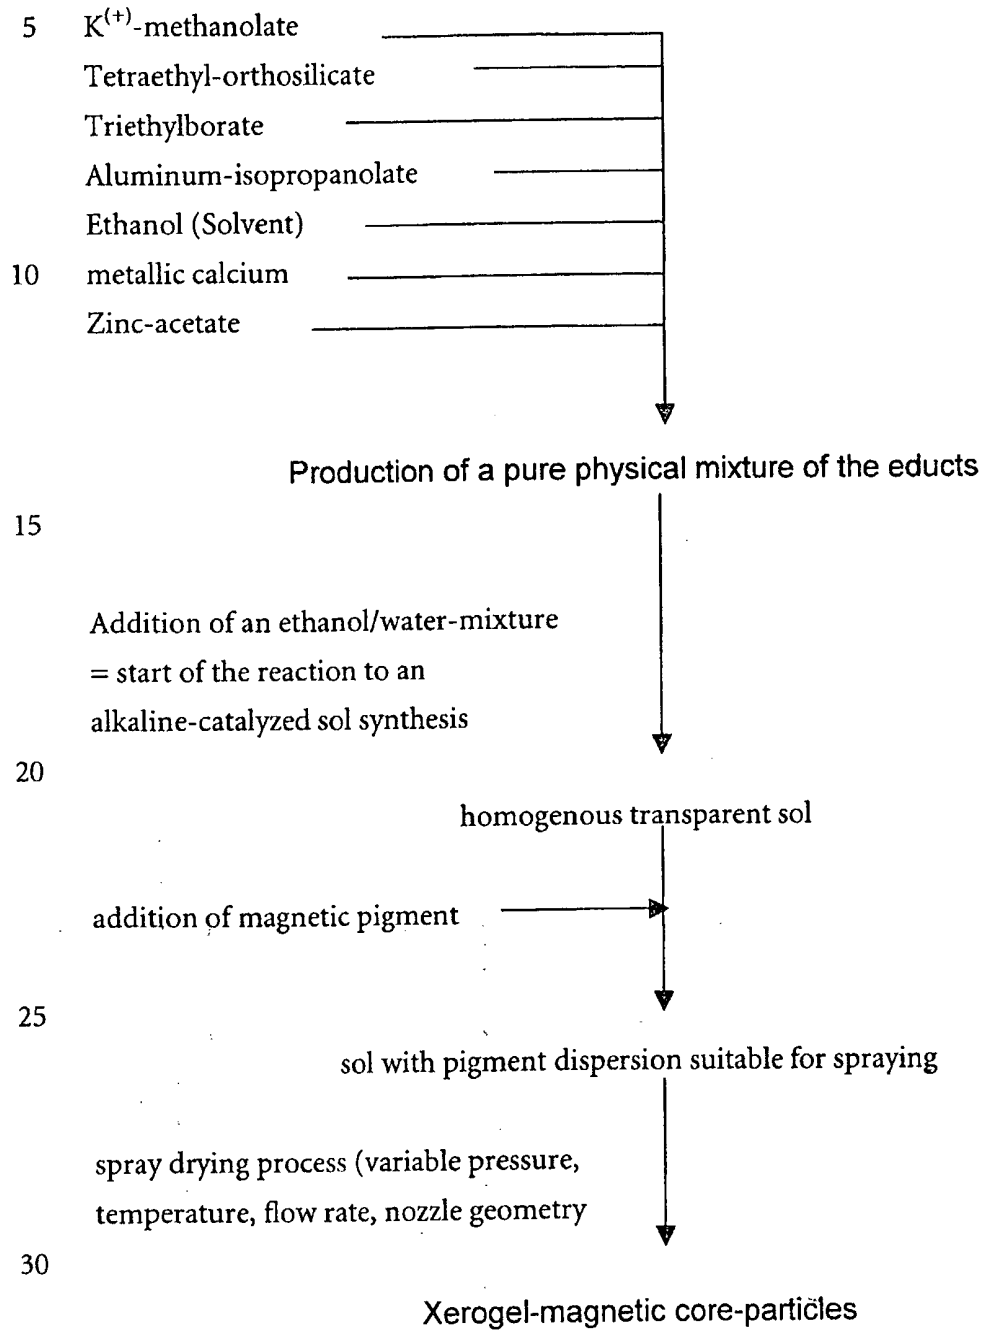 5 K(+)-methanolate
Tetraethyl-orthosilicate
Triethylborate
Aluminum-isopropanolate
Ethanol (Solvent)
10 metallic calcium
Zinc-acetate
Production of a pure physical mixture of the educts
15
Addition of an ethanol/water-mixture
= start of the reaction to an
alkaline-catalyzed sol synthesis
20
homogenous transparent sol
addition of magnetic pigment
25
sol with pigment dispersion suitable for spraying
spray drying process (variable pressure,
temperature, flow rate, nozzle geometry
30
Xerogel-magnetic core-particles